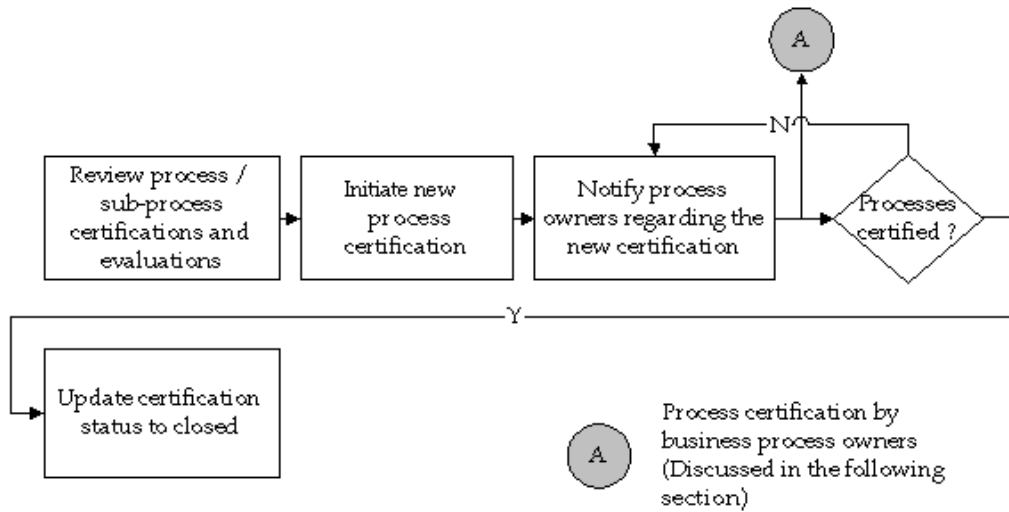 A
N
Review process /
sub-process
certifications and
evaluations
Initiate new
process
certification
Notify process
owners regarding the
new certification
Processes
certified ?
Y
Update certification
status to closed
A
Process certification by
business process owners
(Discussed in the following
section)